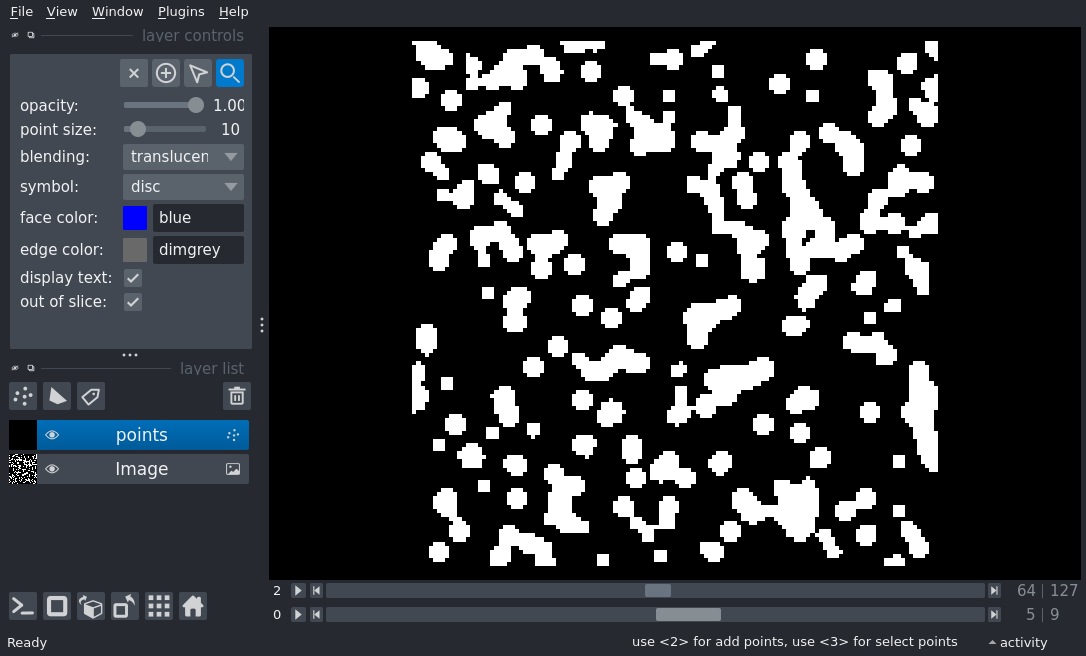 File View Window Plugins Help
layer controls
opacity: 1.00
point size: 10
blending: translucen
symbol: disc
face color: blue
edge color: dimgrey
display text:
out of slice:
layer list
points
Image
2 64 | 127
0 5 | 9
Ready use <2> for add points, use <3> for select points activity